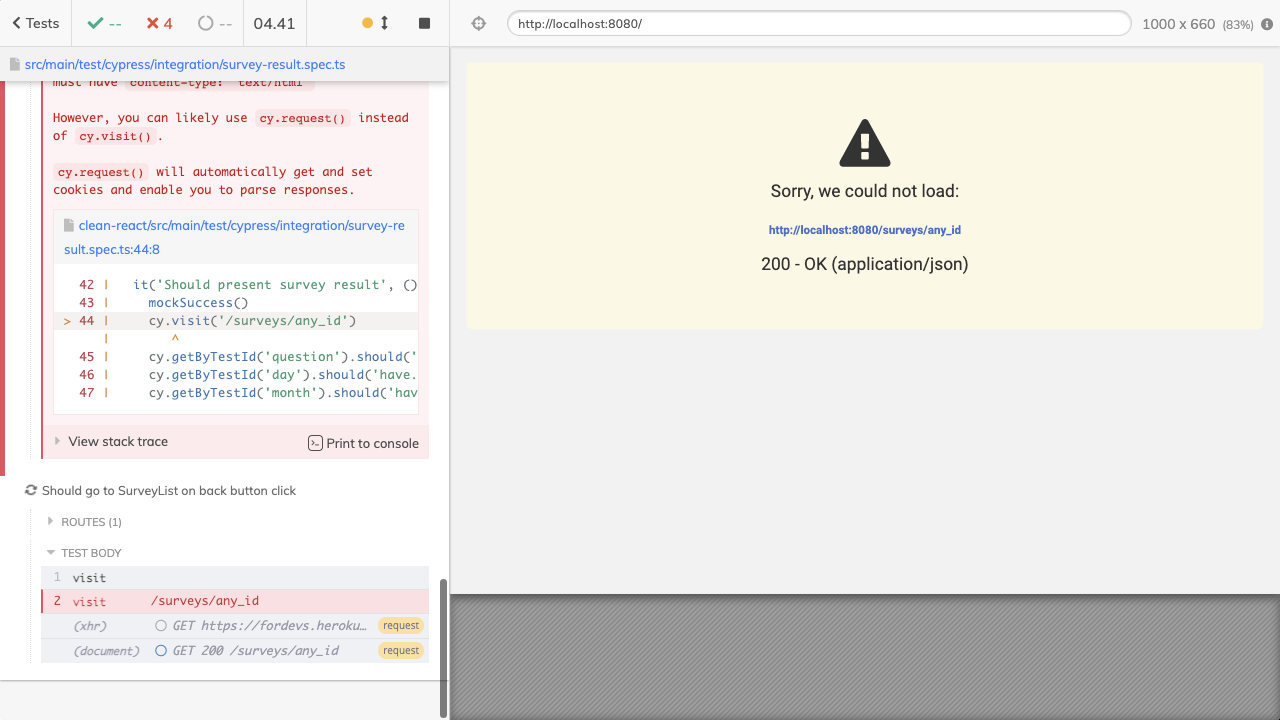 Tests
--
4
--
04.41
http://localhost:8080/
1000 x 660 (83%)
src/main/test/cypress/integration/survey-result.spec.ts
must have content-type: 'text/html'
However, you can likely use cy.request() instead
of cy.visit().
cy.request() will automatically get and set
cookies and enable you to parse responses.
clean-react/src/main/test/cypress/integration/survey-re
sult.spec.ts:44:8
42 | it('Should present survey result', ()
43 | mockSuccess()
> 44 | cy.visit('/surveys/any_id')
| ^
45 | cy.getByTestId('question').should('
46 | cy.getByTestId('day').should('have.
47 | cy.getByTestId('month').should('hav
View stack trace
Print to console
Should go to SurveyList on back button click
ROUTES (1)
TEST BODY
1 visit
2 visit /surveys/any_id
(xhr) GET https://fordevs.heroku… request
(document) GET 200 /surveys/any_id request
Sorry, we could not load:
http://localhost:8080/surveys/any_id
200 - OK (application/json)